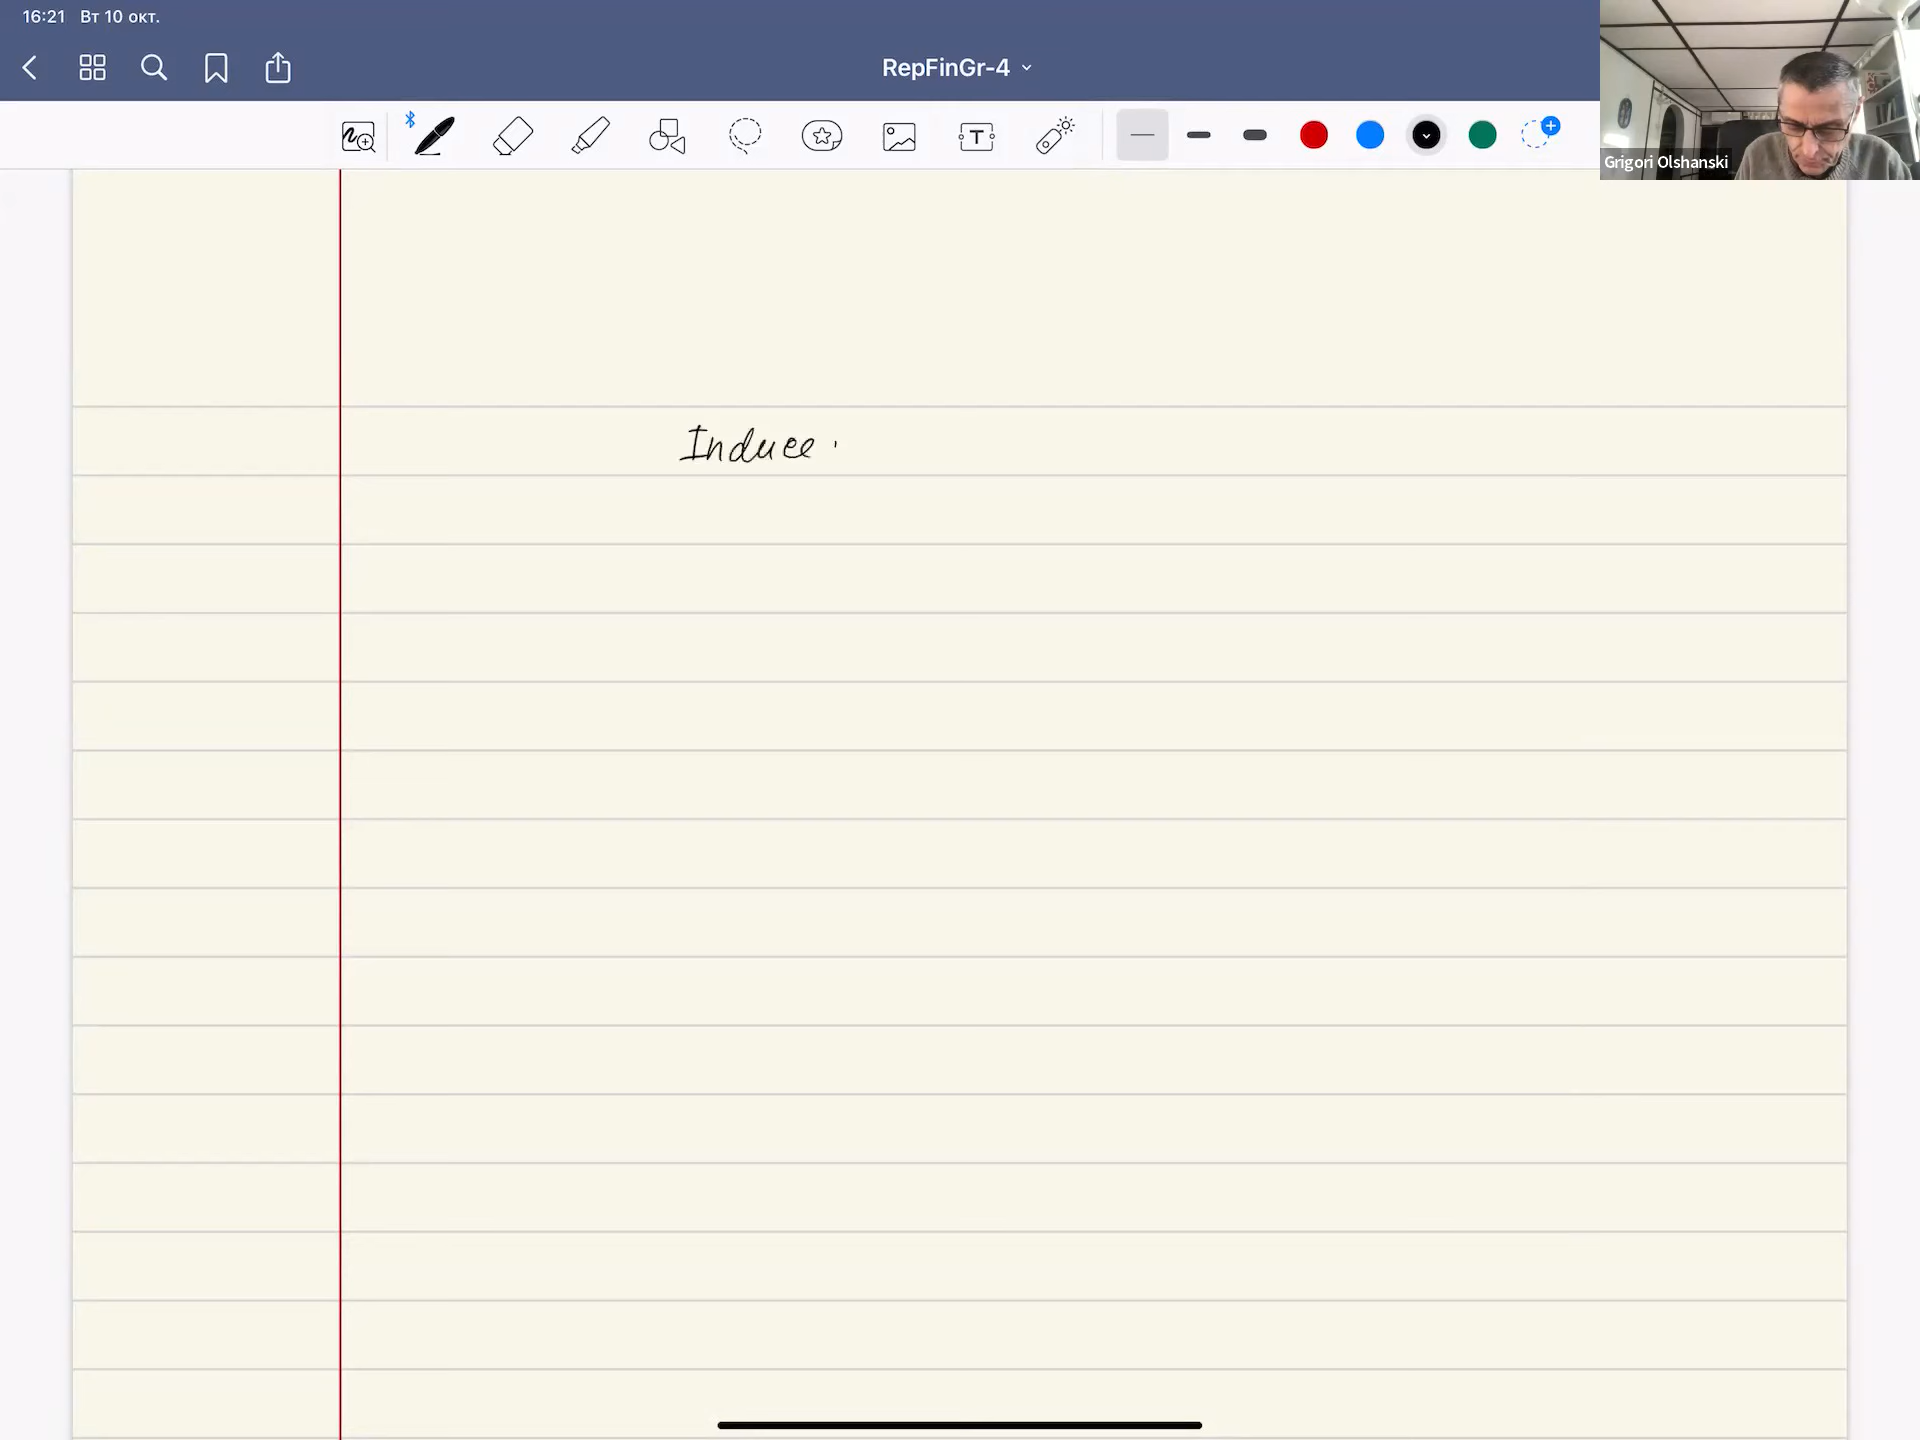 16:21 Вт 10 окт.
RepFinGr-4
T
Grigori Olshanski
Induce